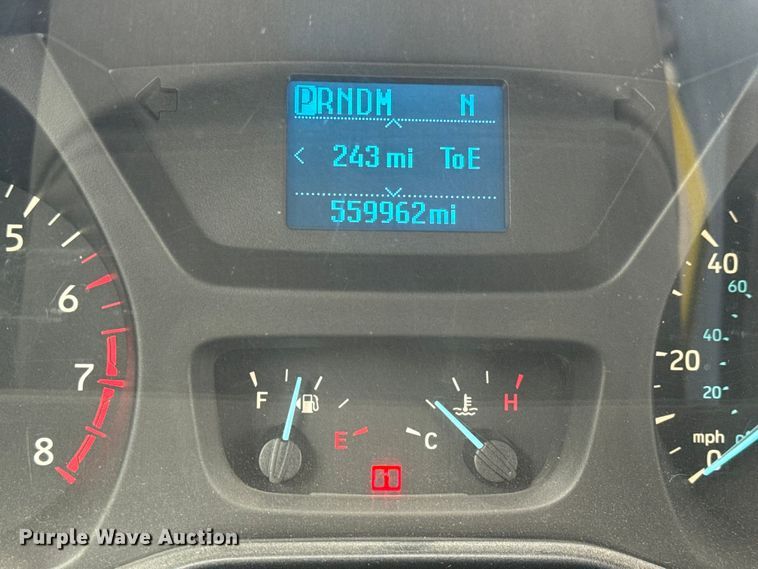 PRNDM N
< 243 mi ToE
559962mi
5
6
7
8
F
E
C
H
40
60
40
20
20
mph
0
Purple Wave Auction